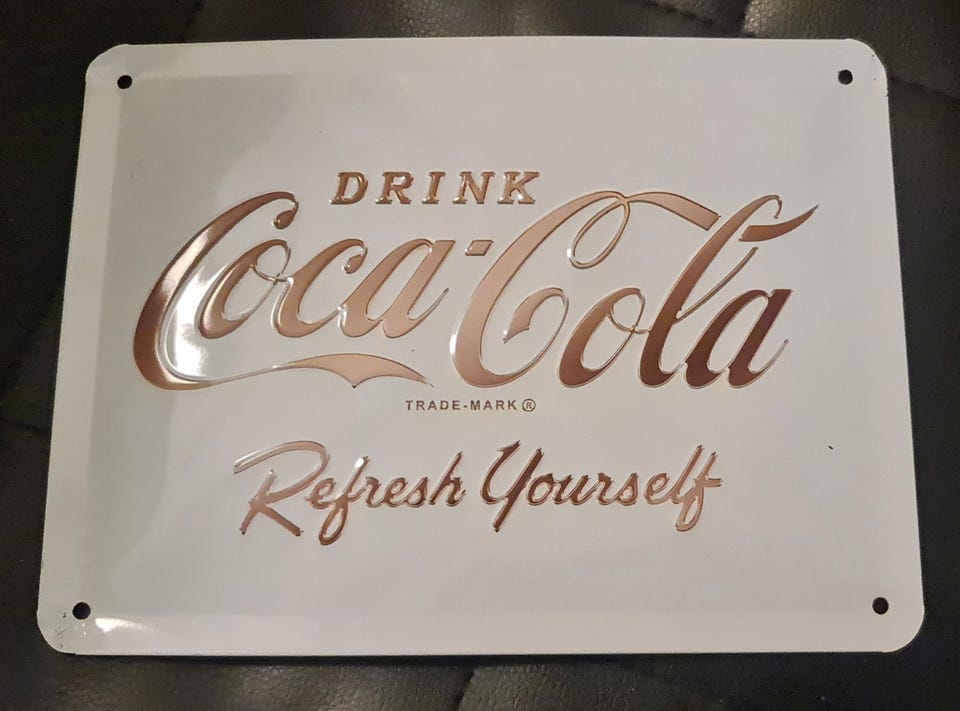 DRINK
Coca-Cola
TRADE-MARK ®
Refresh Yourself